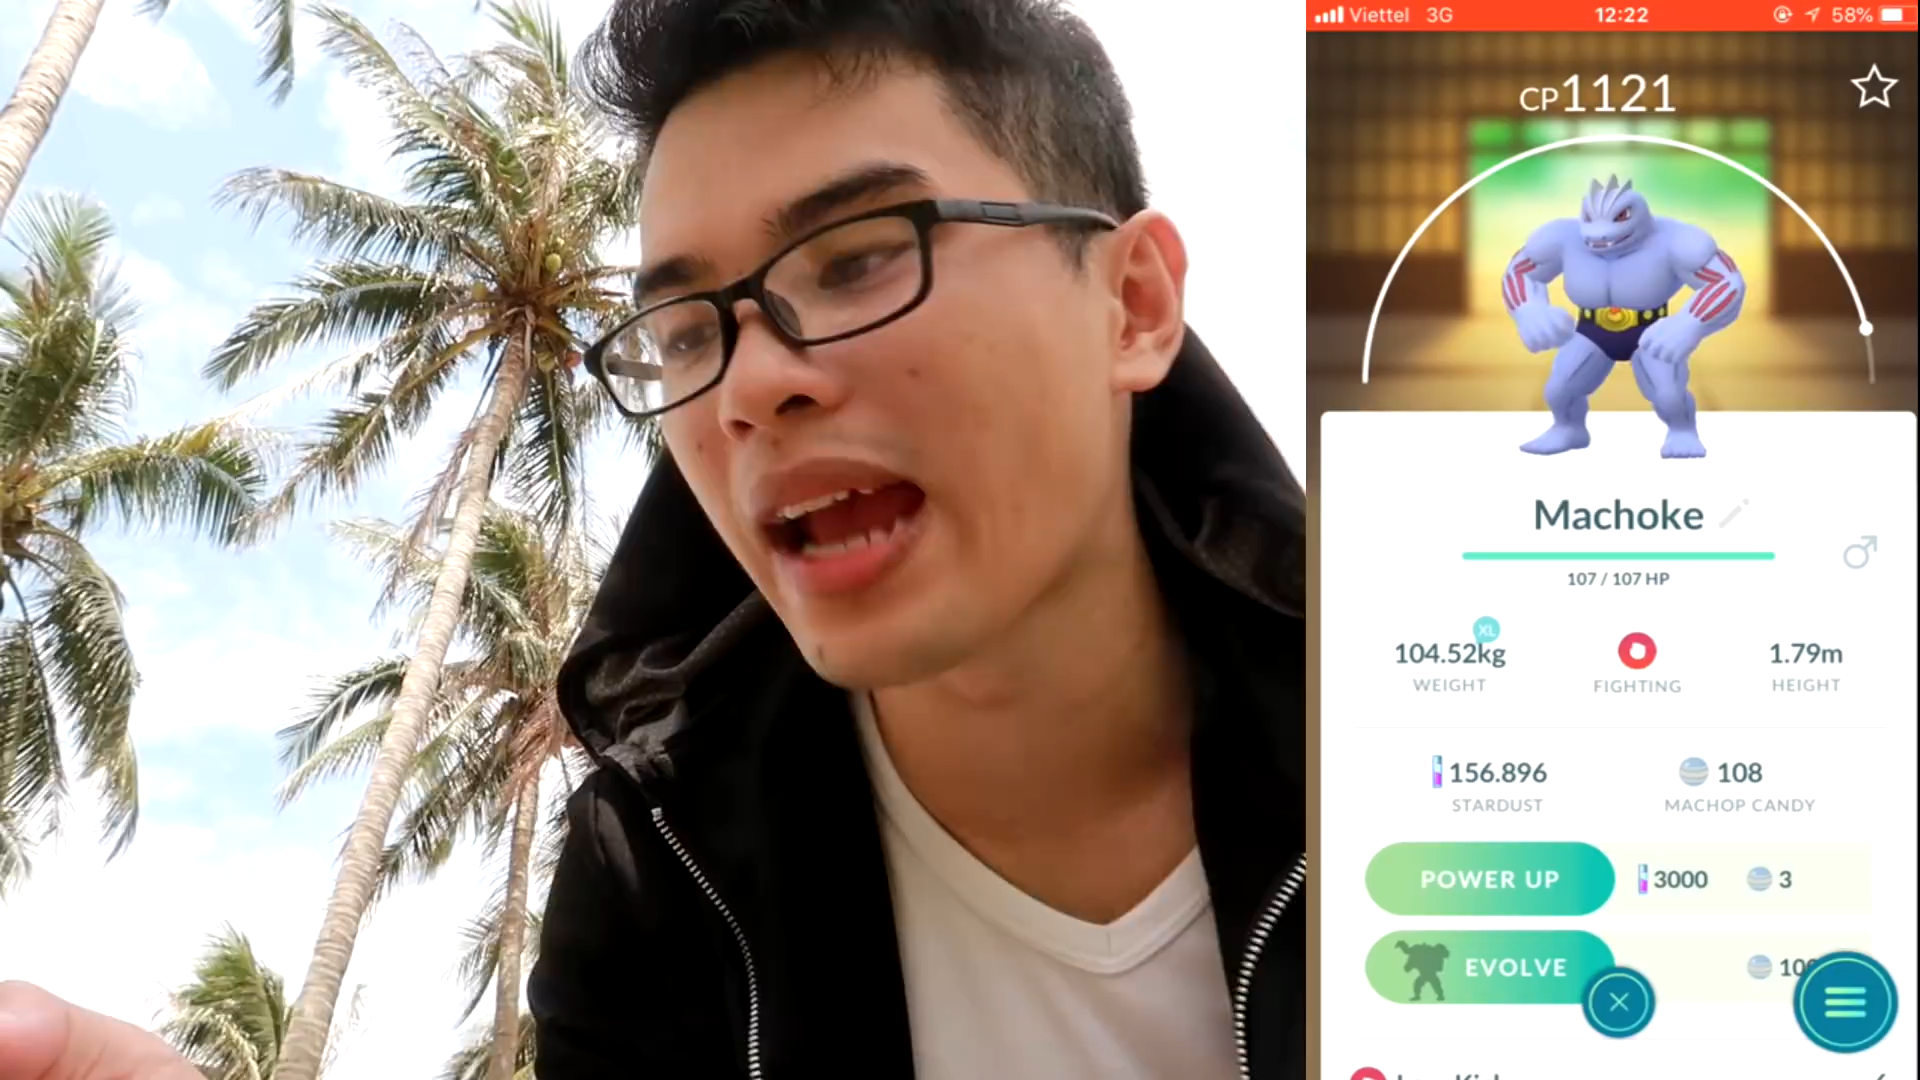 Viettel 3G 12:22 58%
CP1121
Machoke
107 / 107 HP
XL
104.52kg
WEIGHT
FIGHTING
1.79m
HEIGHT
156.896
STARDUST
108
MACHOP CANDY
POWER UP 3000 3
EVOLVE